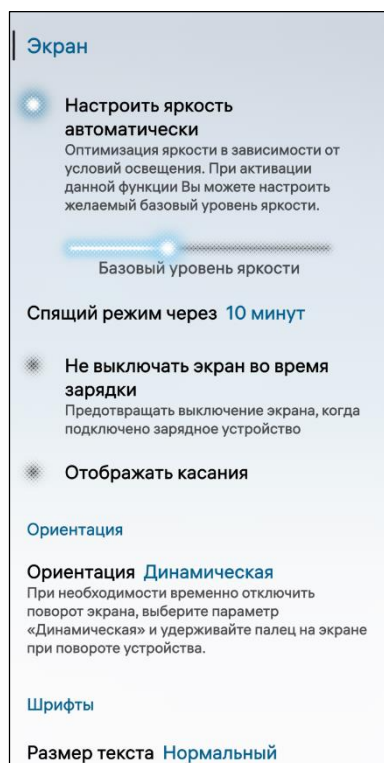 Экран
Настроить яркость
автоматически
Оптимизация яркости в зависимости от
условий освещения. При активации
данной функции Вы можете настроить
желаемый базовый уровень яркости.
Базовый уровень яркости
Спящий режим через 10 минут
Не выключать экран во время
зарядки
Предотвращать выключение экрана, когда
подключено зарядное устройство
Отображать касания
Ориентация
Ориентация Динамическая
При необходимости временно отключить
поворот экрана, выберите параметр
«Динамическая» и удерживайте палец на экране
при повороте устройства.
Шрифты
Размер текста Нормальный